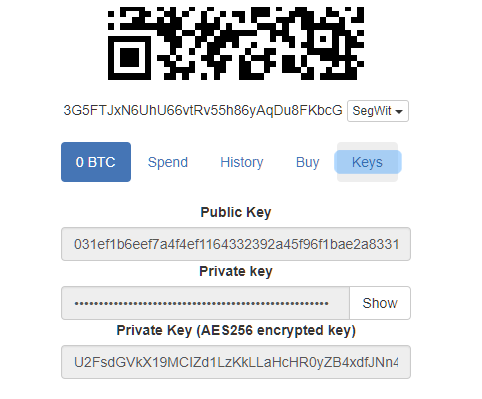 3G5FTJxN6UhU66vtRv55h86yAqDu8FKbcG SegWit
0 BTC Spend History Buy Keys
Public Key
031ef1b6eef7a4f4ef1164332392a45f96f1bae2a8331
Private key
•••••••••••••••••••••••••••••••••••••••••••••••••••• Show
Private Key (AES256 encrypted key)
U2FsdGVkX19MCIZd1LzKkLLaHcHR0yZB4xdfJNn4